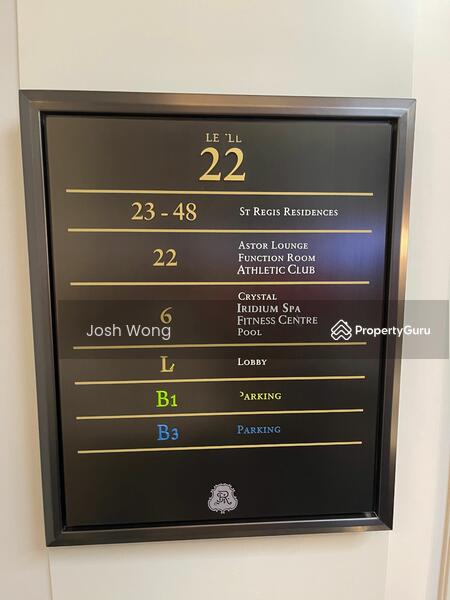 22
23 - 48 St Regis Residences
22 Astor Lounge
Function Room
Athletic Club
6 Crystal
Iridium Spa
Fitness Centre
Pool
Josh Wong PropertyGuru
L Lobby
B1 Parking
B3 Parking